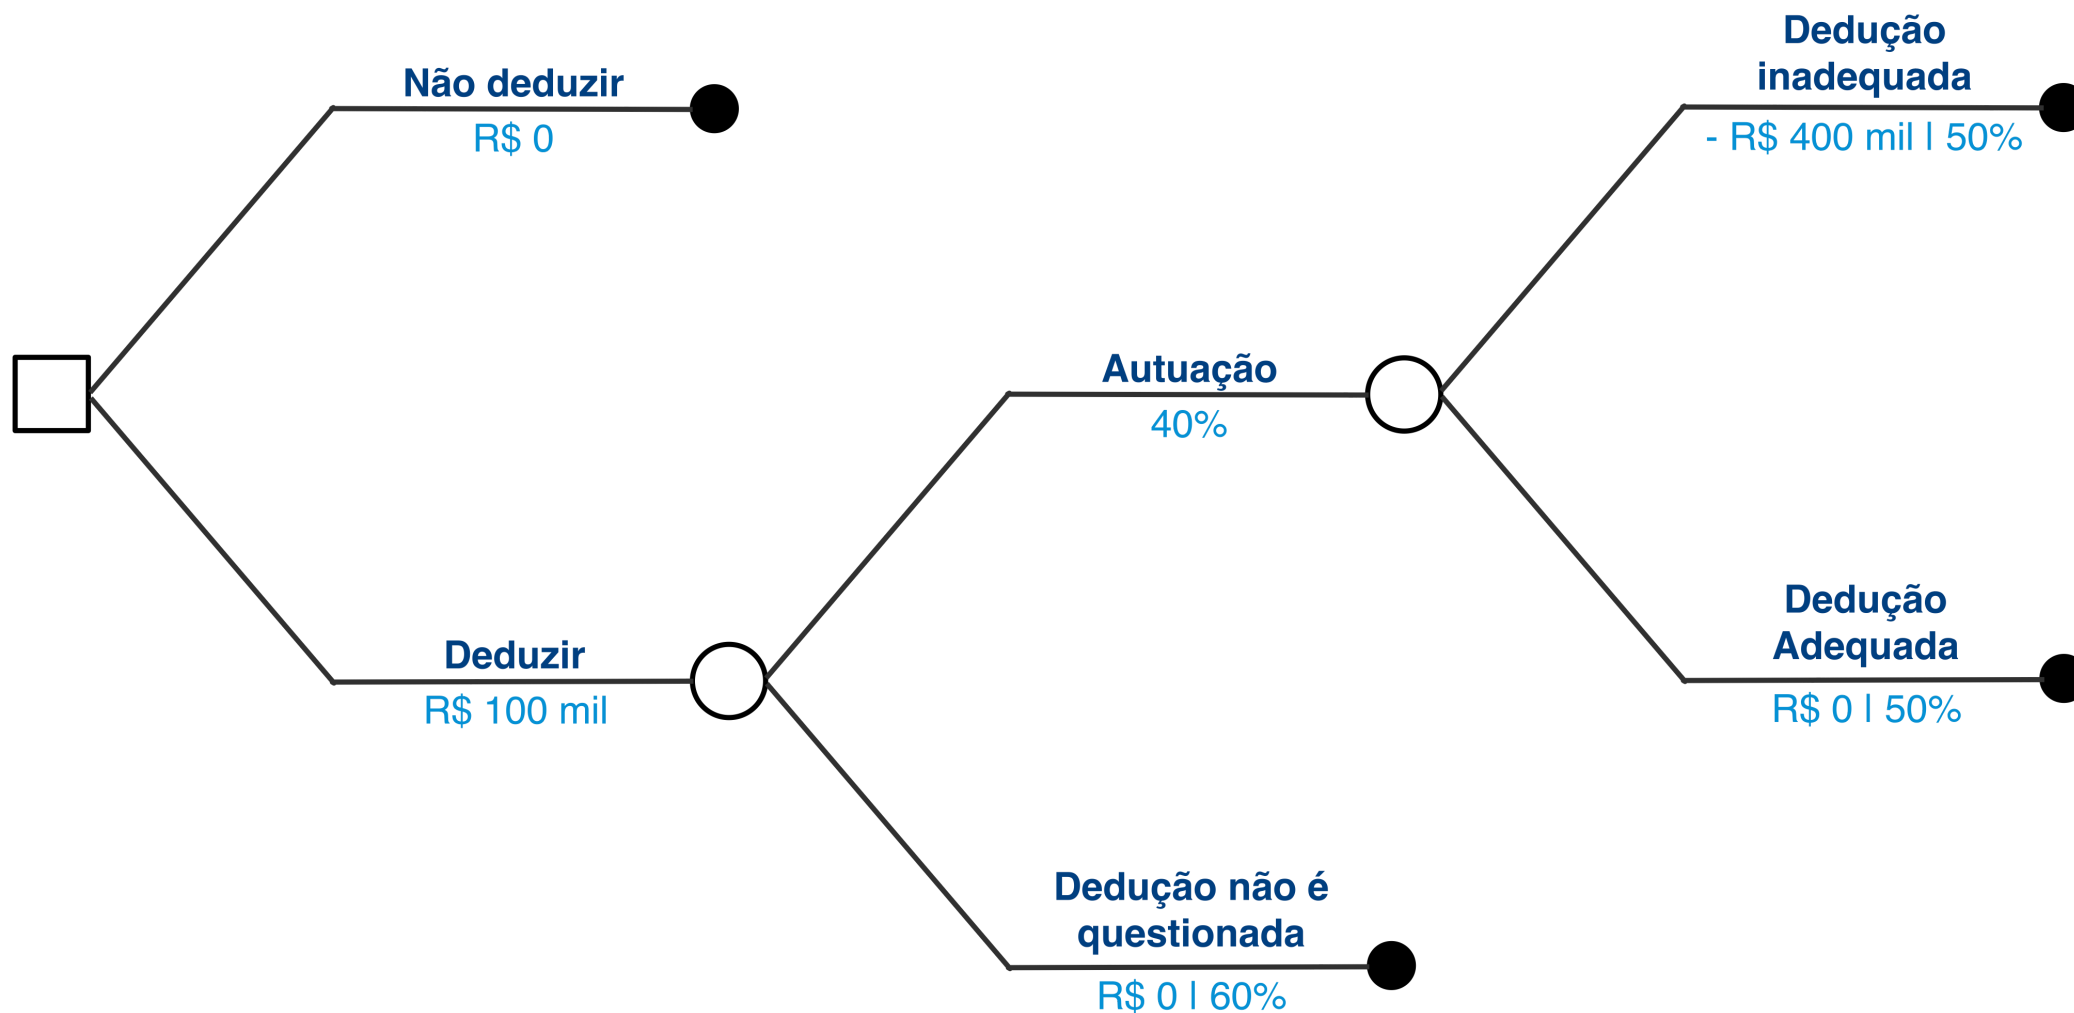 Não deduzir
R$ 0
Deduzir
R$ 100 mil
Autuação
40%
Dedução não é
questionada
R$ 0 | 60%
Dedução
inadequada
- R$ 400 mil | 50%
Dedução
Adequada
R$ 0 | 50%